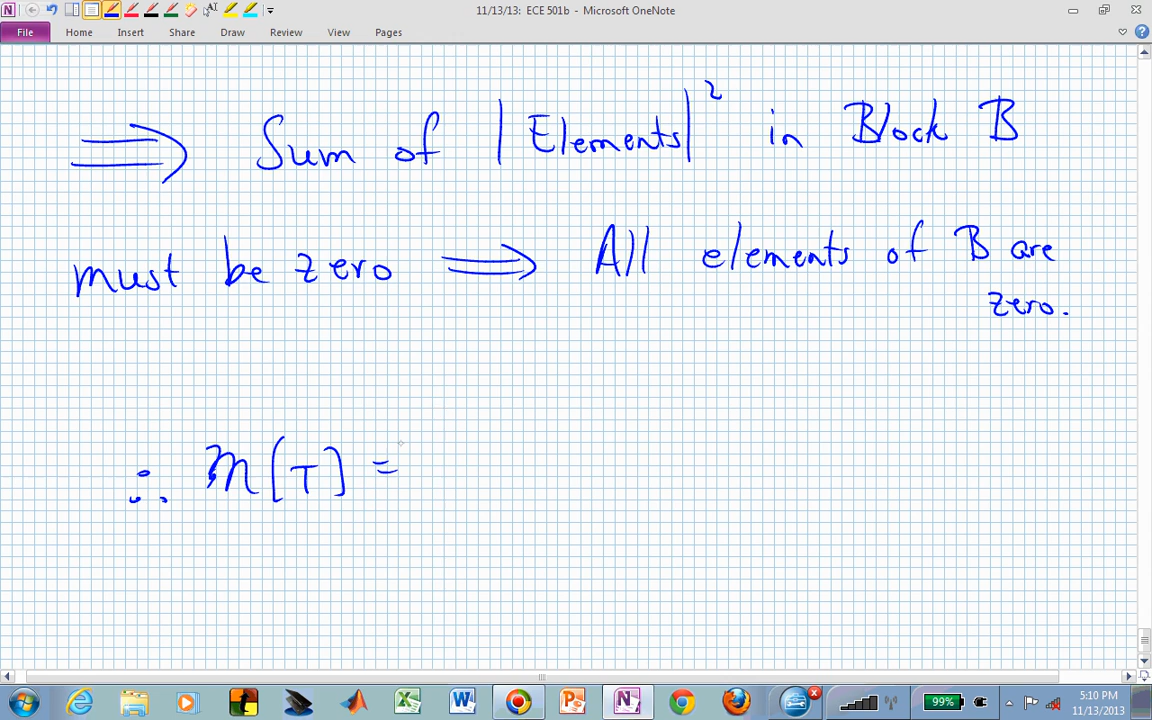 11/13/13: ECE 501b - Microsoft OneNote
File Home Insert Share Draw Review View Pages
⟹ Sum of |Elements|² in Block B
must be zero ⟹ All elements of B are
zero.
∴ M[T] =
99% 5:10 PM
11/13/2013